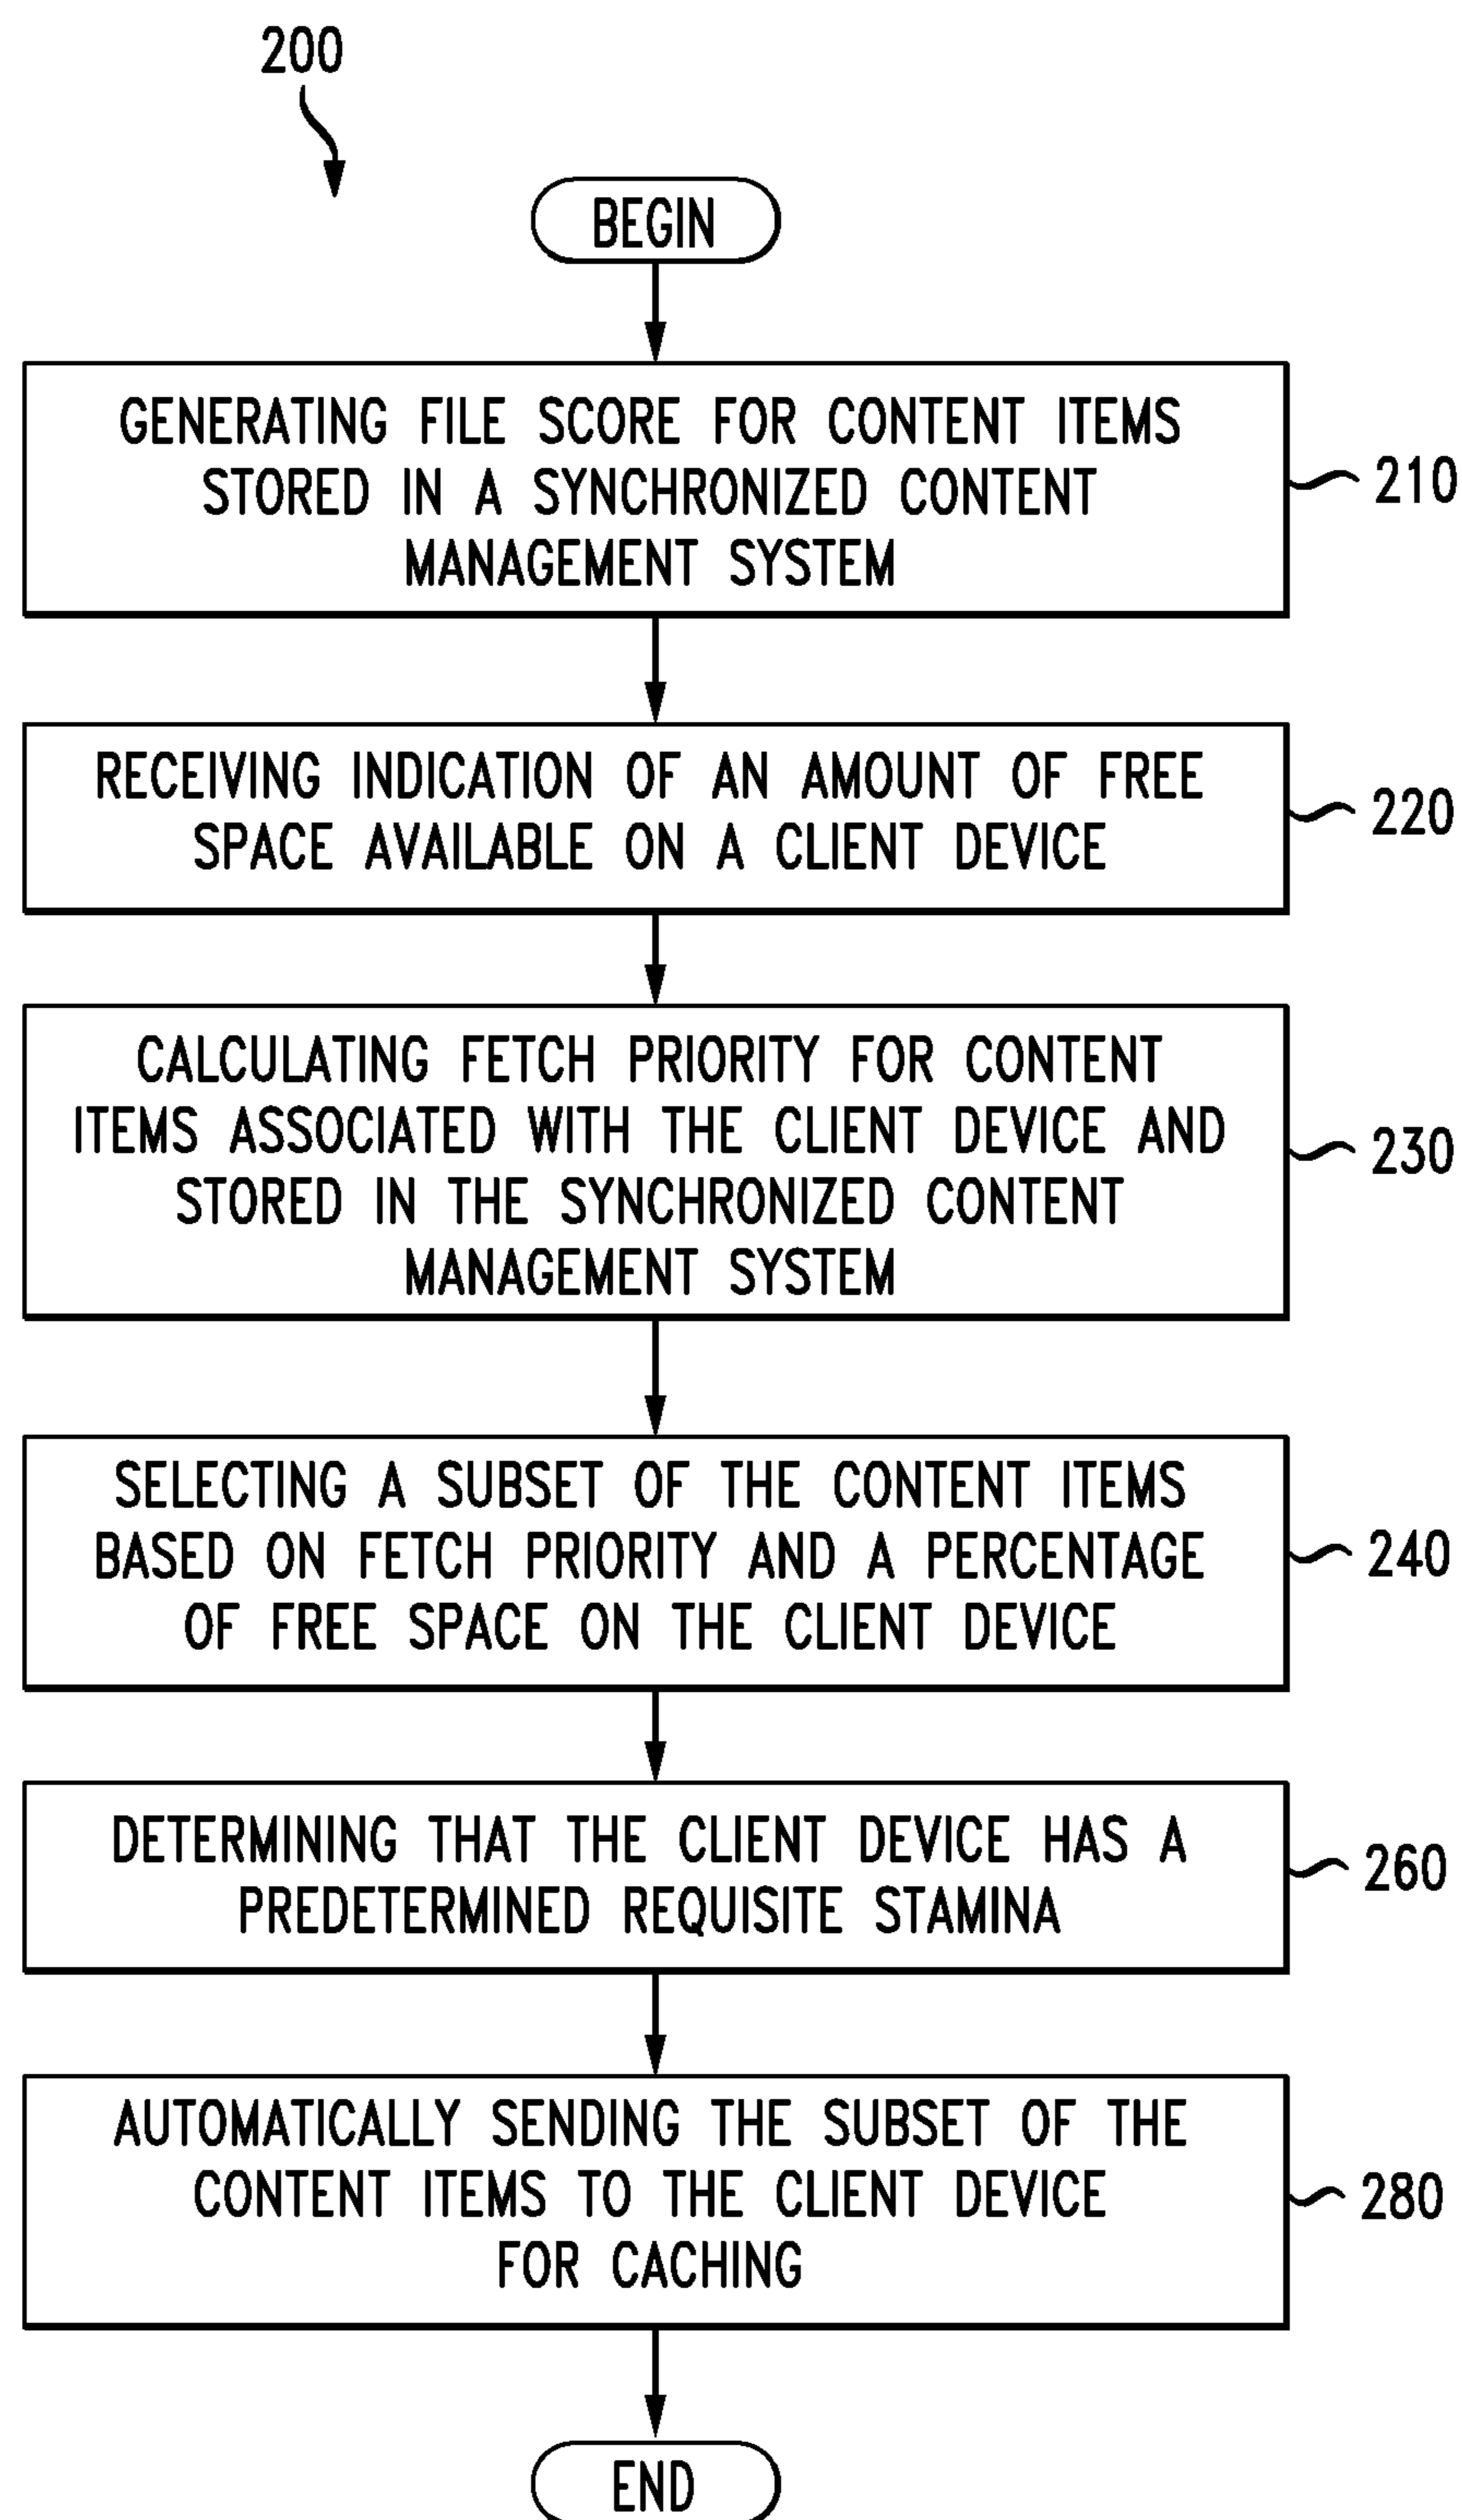 200
BEGIN
GENERATING FILE SCORE FOR CONTENT ITEMS
STORED IN A SYNCHRONIZED CONTENT
MANAGEMENT SYSTEM
210
RECEIVING INDICATION OF AN AMOUNT OF FREE
SPACE AVAILABLE ON A CLIENT DEVICE
220
CALCULATING FETCH PRIORITY FOR CONTENT
ITEMS ASSOCIATED WITH THE CLIENT DEVICE AND
STORED IN THE SYNCHRONIZED CONTENT
MANAGEMENT SYSTEM
230
SELECTING A SUBSET OF THE CONTENT ITEMS
BASED ON FETCH PRIORITY AND A PERCENTAGE
OF FREE SPACE ON THE CLIENT DEVICE
240
DETERMINING THAT THE CLIENT DEVICE HAS A
PREDETERMINED REQUISITE STAMINA
260
AUTOMATICALLY SENDING THE SUBSET OF THE
CONTENT ITEMS TO THE CLIENT DEVICE
FOR CACHING
280
END